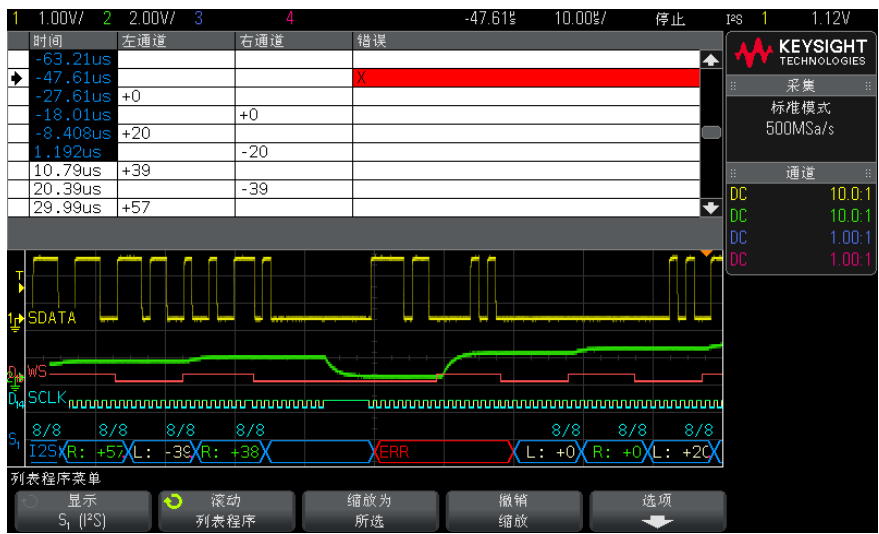 1 1.00V/ 2 2.00V/ 3 4 -47.61µs 10.00µs/ 停止 I²S 1 1.12V
时间 左通道 右通道 错误
-63.21us
-47.61us X
-27.61us +0
-18.01us +0
-8.408us +20
1.192us -20
10.79us +39
20.39us -39
29.99us +57
KEYSIGHT
TECHNOLOGIES
采集
标准模式
500MSa/s
通道
DC 10.0:1
DC 10.0:1
DC 1.00:1
DC 1.00:1
T
1 SDATA
WS
D14 SCLK
8/8 8/8 8/8 8/8 8/8 8/8 8/8
S1 I2S R: +57 L: -39 R: +38 ERR L: +0 R: +0 L: +20
列表程序菜单
显示
S1 (I²S)
滚动
列表程序
缩放为
所选
撤销
缩放
选项